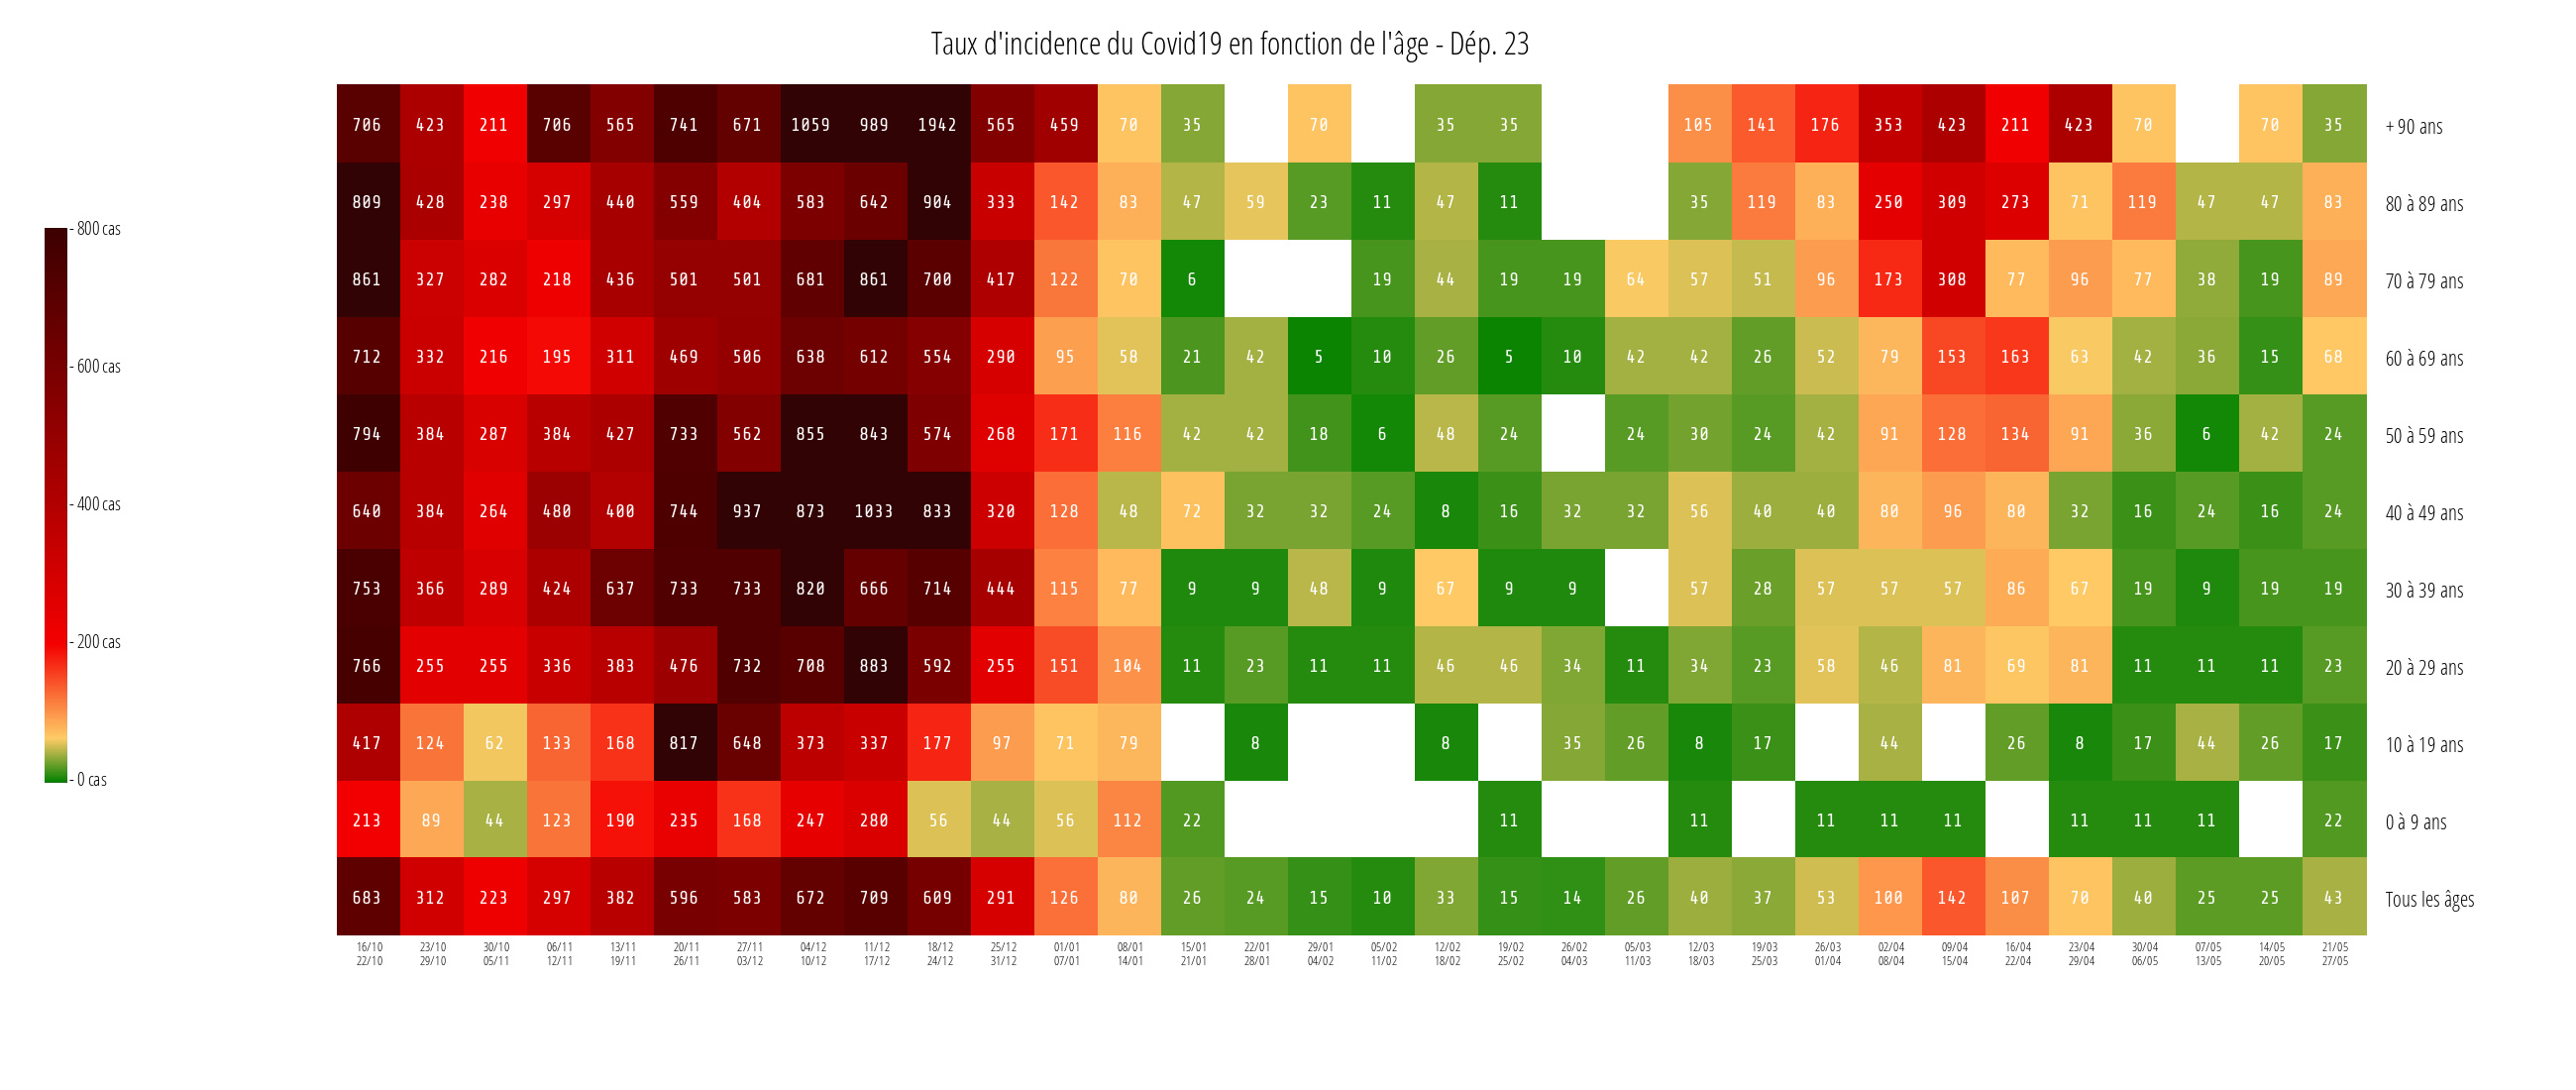 Taux d'incidence du Covid19 en fonction de l'âge - Dép. 23
- 800 cas
- 600 cas
- 400 cas
- 200 cas
- 0 cas
706 423 211 706 565 741 671 1059 989 1942 565 459 70 35 70 35 35 105 141 176 353 423 211 423 70 70 35 + 90 ans
809 428 238 297 440 559 404 583 642 904 333 142 83 47 59 23 11 47 11 35 119 83 250 309 273 71 119 47 47 83 80 à 89 ans
861 327 282 218 436 501 501 681 861 700 417 122 70 6 19 44 19 19 64 57 51 96 173 308 77 96 77 38 19 89 70 à 79 ans
712 332 216 195 311 469 506 638 612 554 290 95 58 21 42 5 10 26 5 10 42 42 26 52 79 153 163 63 42 36 15 68 60 à 69 ans
794 384 287 384 427 733 562 855 843 574 268 171 116 42 42 18 6 48 24 24 30 24 42 91 128 134 91 36 6 42 24 50 à 59 ans
640 384 264 480 400 744 937 873 1033 833 320 128 48 72 32 32 24 8 16 32 32 56 40 40 80 96 80 32 16 24 16 24 40 à 49 ans
753 366 289 424 637 733 733 820 666 714 444 115 77 9 9 48 9 67 9 9 57 28 57 57 57 86 67 19 9 19 19 30 à 39 ans
766 255 255 336 383 476 732 708 883 592 255 151 104 11 23 11 11 46 46 34 11 34 23 58 46 81 69 81 11 11 11 23 20 à 29 ans
417 124 62 133 168 817 648 373 337 177 97 71 79 8 8 35 26 8 17 44 26 8 17 44 26 17 10 à 19 ans
213 89 44 123 190 235 168 247 280 56 44 56 112 22 11 11 11 11 11 11 11 11 22 0 à 9 ans
683 312 223 297 382 596 583 672 709 609 291 126 80 26 24 15 10 33 15 14 26 40 37 53 100 142 107 70 40 25 25 43 Tous les âges
16/10 23/10 30/10 06/11 13/11 20/11 27/11 04/12 11/12 18/12 25/12 01/01 08/01 15/01 22/01 29/01 05/02 12/02 19/02 26/02 05/03 12/03 19/03 26/03 02/04 09/04 16/04 23/04 30/04 07/05 14/05 21/05
22/10 29/10 05/11 12/11 19/11 26/11 03/12 10/12 17/12 24/12 31/12 07/01 14/01 21/01 28/01 04/02 11/02 18/02 25/02 04/03 11/03 18/03 25/03 01/04 08/04 15/04 22/04 29/04 06/05 13/05 20/05 27/05